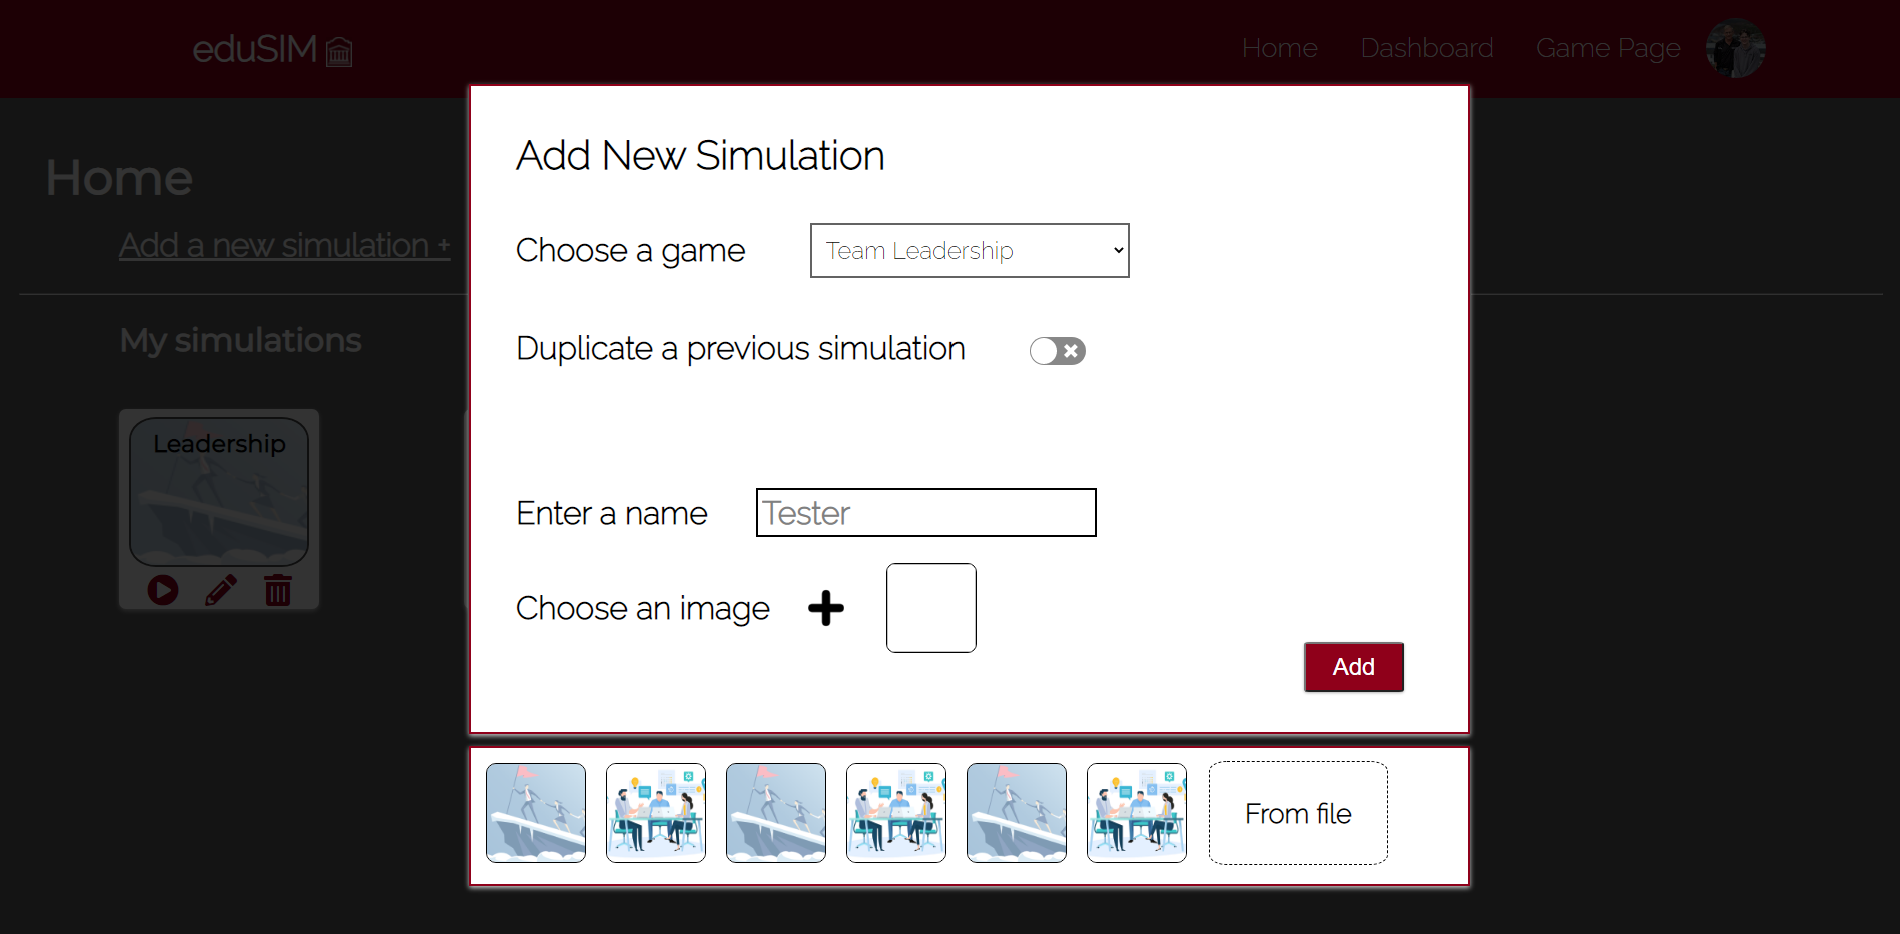 eduSIM
Home Dashboard Game Page
Home
Add a new simulation +
My simulations
Leadership
Add New Simulation
Choose a game Team Leadership
Duplicate a previous simulation
Enter a name Tester
Choose an image
Add
From file